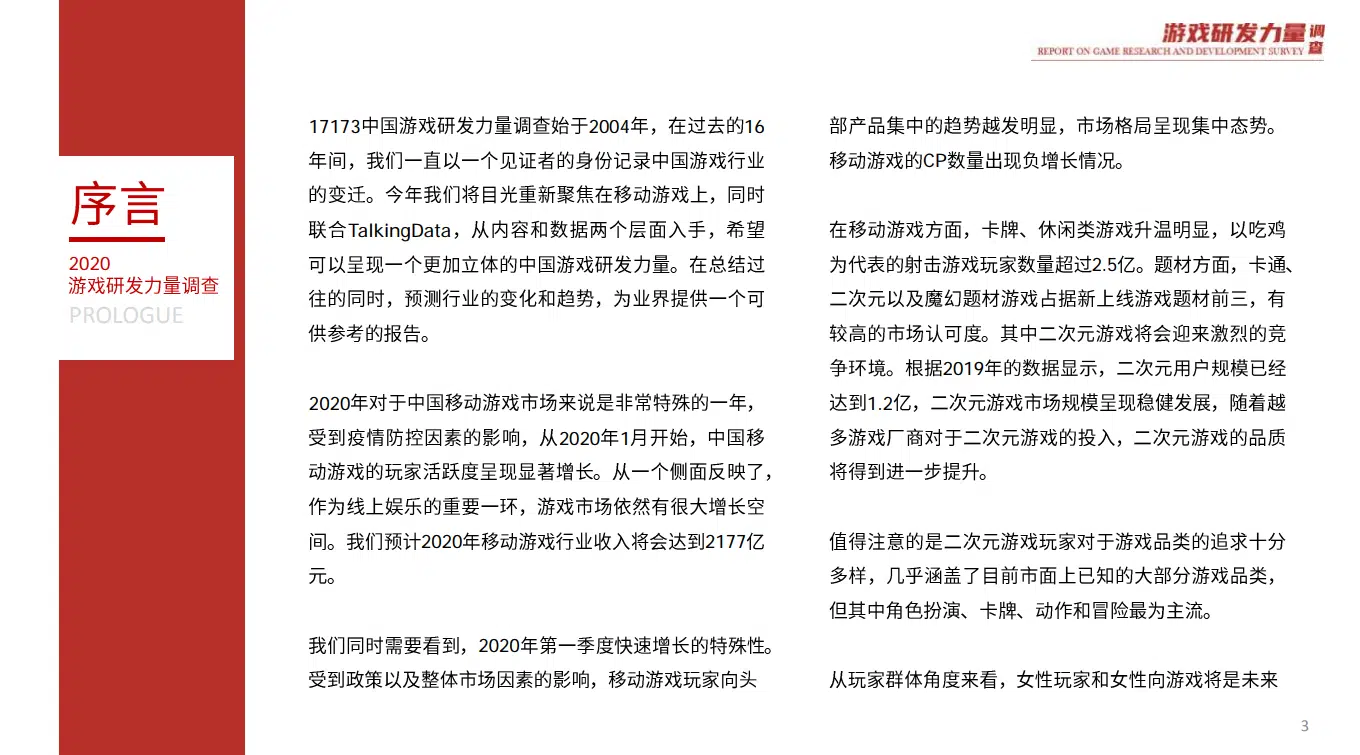 游戏研发力量调查
REPORT ON GAME RESEARCH AND DEVELOPMENT SURVEY
序言
2020
游戏研发力量调查
PROLOGUE
17173中国游戏研发力量调查始于2004年，在过去的16
年间，我们一直以一个见证者的身份记录中国游戏行业
的变迁。今年我们将目光重新聚焦在移动游戏上，同时
联合TalkingData，从内容和数据两个层面入手，希望
可以呈现一个更加立体的中国游戏研发力量。在总结过
往的同时，预测行业的变化和趋势，为业界提供一个可
供参考的报告。
2020年对于中国移动游戏市场来说是非常特殊的一年，
受到疫情防控因素的影响，从2020年1月开始，中国移
动游戏的玩家活跃度呈现显著增长。从一个侧面反映了，
作为线上娱乐的重要一环，游戏市场依然有很大增长空
间。我们预计2020年移动游戏行业收入将会达到2177亿
元。
我们同时需要看到，2020年第一季度快速增长的特殊性。
受到政策以及整体市场因素的影响，移动游戏玩家向头
部产品集中的趋势越发明显，市场格局呈现集中态势。
移动游戏的CP数量出现负增长情况。
在移动游戏方面，卡牌、休闲类游戏升温明显，以吃鸡
为代表的射击游戏玩家数量超过2.5亿。题材方面，卡通、
二次元以及魔幻题材游戏占据新上线游戏题材前三，有
较高的市场认可度。其中二次元游戏将会迎来激烈的竞
争环境。根据2019年的数据显示，二次元用户规模已经
达到1.2亿，二次元游戏市场规模呈现稳健发展，随着越
多游戏厂商对于二次元游戏的投入，二次元游戏的品质
将得到进一步提升。
值得注意的是二次元游戏玩家对于游戏品类的追求十分
多样，几乎涵盖了目前市面上已知的大部分游戏品类，
但其中角色扮演、卡牌、动作和冒险最为主流。
从玩家群体角度来看，女性玩家和女性向游戏将是未来
3